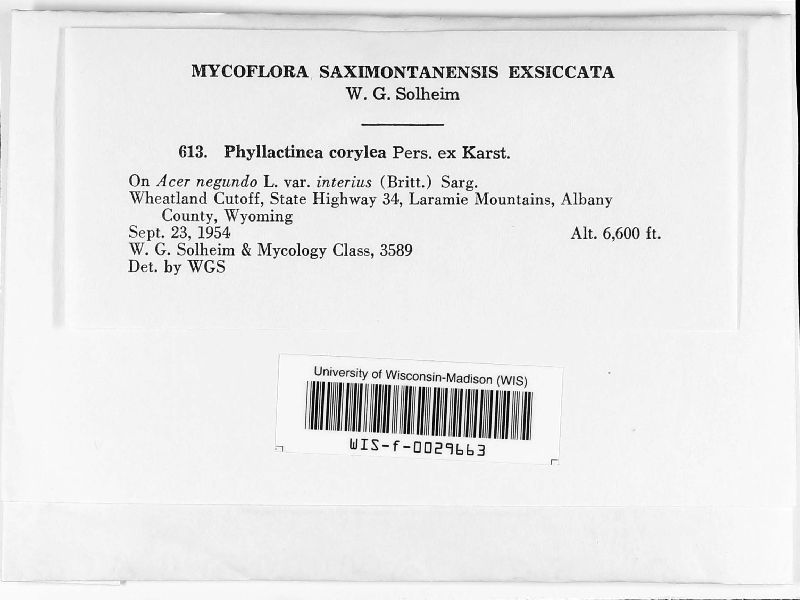 MYCOFLORA SAXIMONTANENSIS EXSICCATA
W. G. Solheim
613. Phyllactinea corylea Pers. ex Karst.
On Acer negundo L. var. interius (Britt.) Sarg.
Wheatland Cutoff, State Highway 34, Laramie Mountains, Albany
County, Wyoming
Sept. 23, 1954 Alt. 6,600 ft.
W. G. Solheim & Mycology Class, 3589
Det. by WGS
University of Wisconsin-Madison (WIS)
WIS-f-0029663